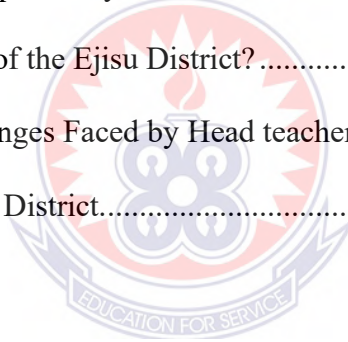 of the Ejisu District?...........
nges Faced by Head teacher
District..............................
EDUCATION FOR SERVICE